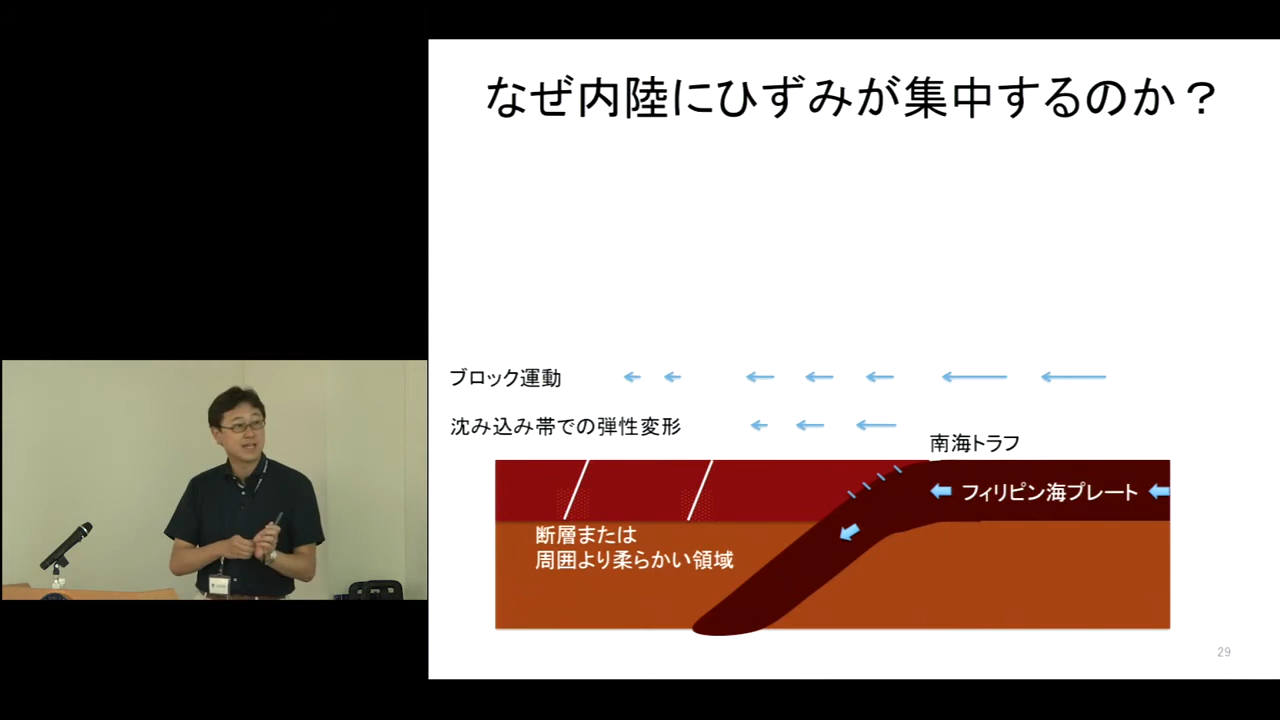 なぜ内陸にひずみが集中するのか？
ブロック運動
沈み込み帯での弾性変形
南海トラフ
フィリピン海プレート
断層または
周囲より柔らかい領域
29